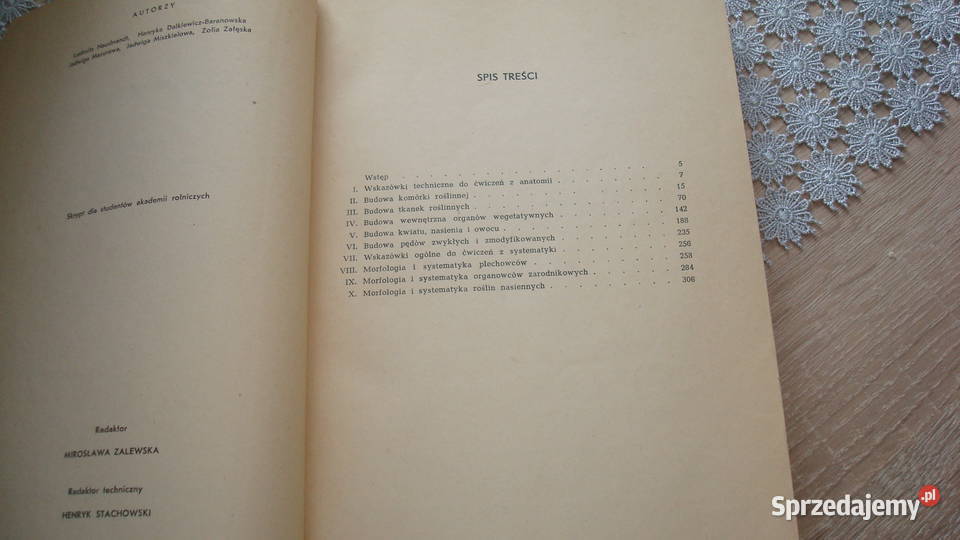 AUTORZY
Ludmiła Neubrandt, Henryka Dalkiewicz-Baranowska
Jadwiga Jadwiga Miszkielowa, Zofia Załęska
Skrypt dla studentów akademii rolniczych
Redaktor
MIROSŁAWA ZALEWSKA
Redaktor techniczny
HENRYK STACHOWSKI
SPIS TREŚCI
Wstęp . . . . . . . . 5
I. Wskazówki techniczne do ćwiczeń z anatomii . . . . 7
II. Budowa komórki roślinnej . . . . . . . 15
III. Budowa tkanek roślinnych . . . . . . . 70
IV. Budowa wewnętrzna organów wegetatywnych . . . . 142
V. Budowa kwiatu, nasienia i owocu . . . . . . 188
VI. Budowa pędów zwykłych i zmodyfikowanych . . . . 235
VII. Wskazówki ogólne do ćwiczeń z systematyki . . . . 256
VIII. Morfologia i systematyka plechowców . . . . . 258
IX. Morfologia i systematyka organowców zarodnikowych . . . 284
X. Morfologia i systematyka roślin nasiennych . . . . 306
Sprzedajemy.pl